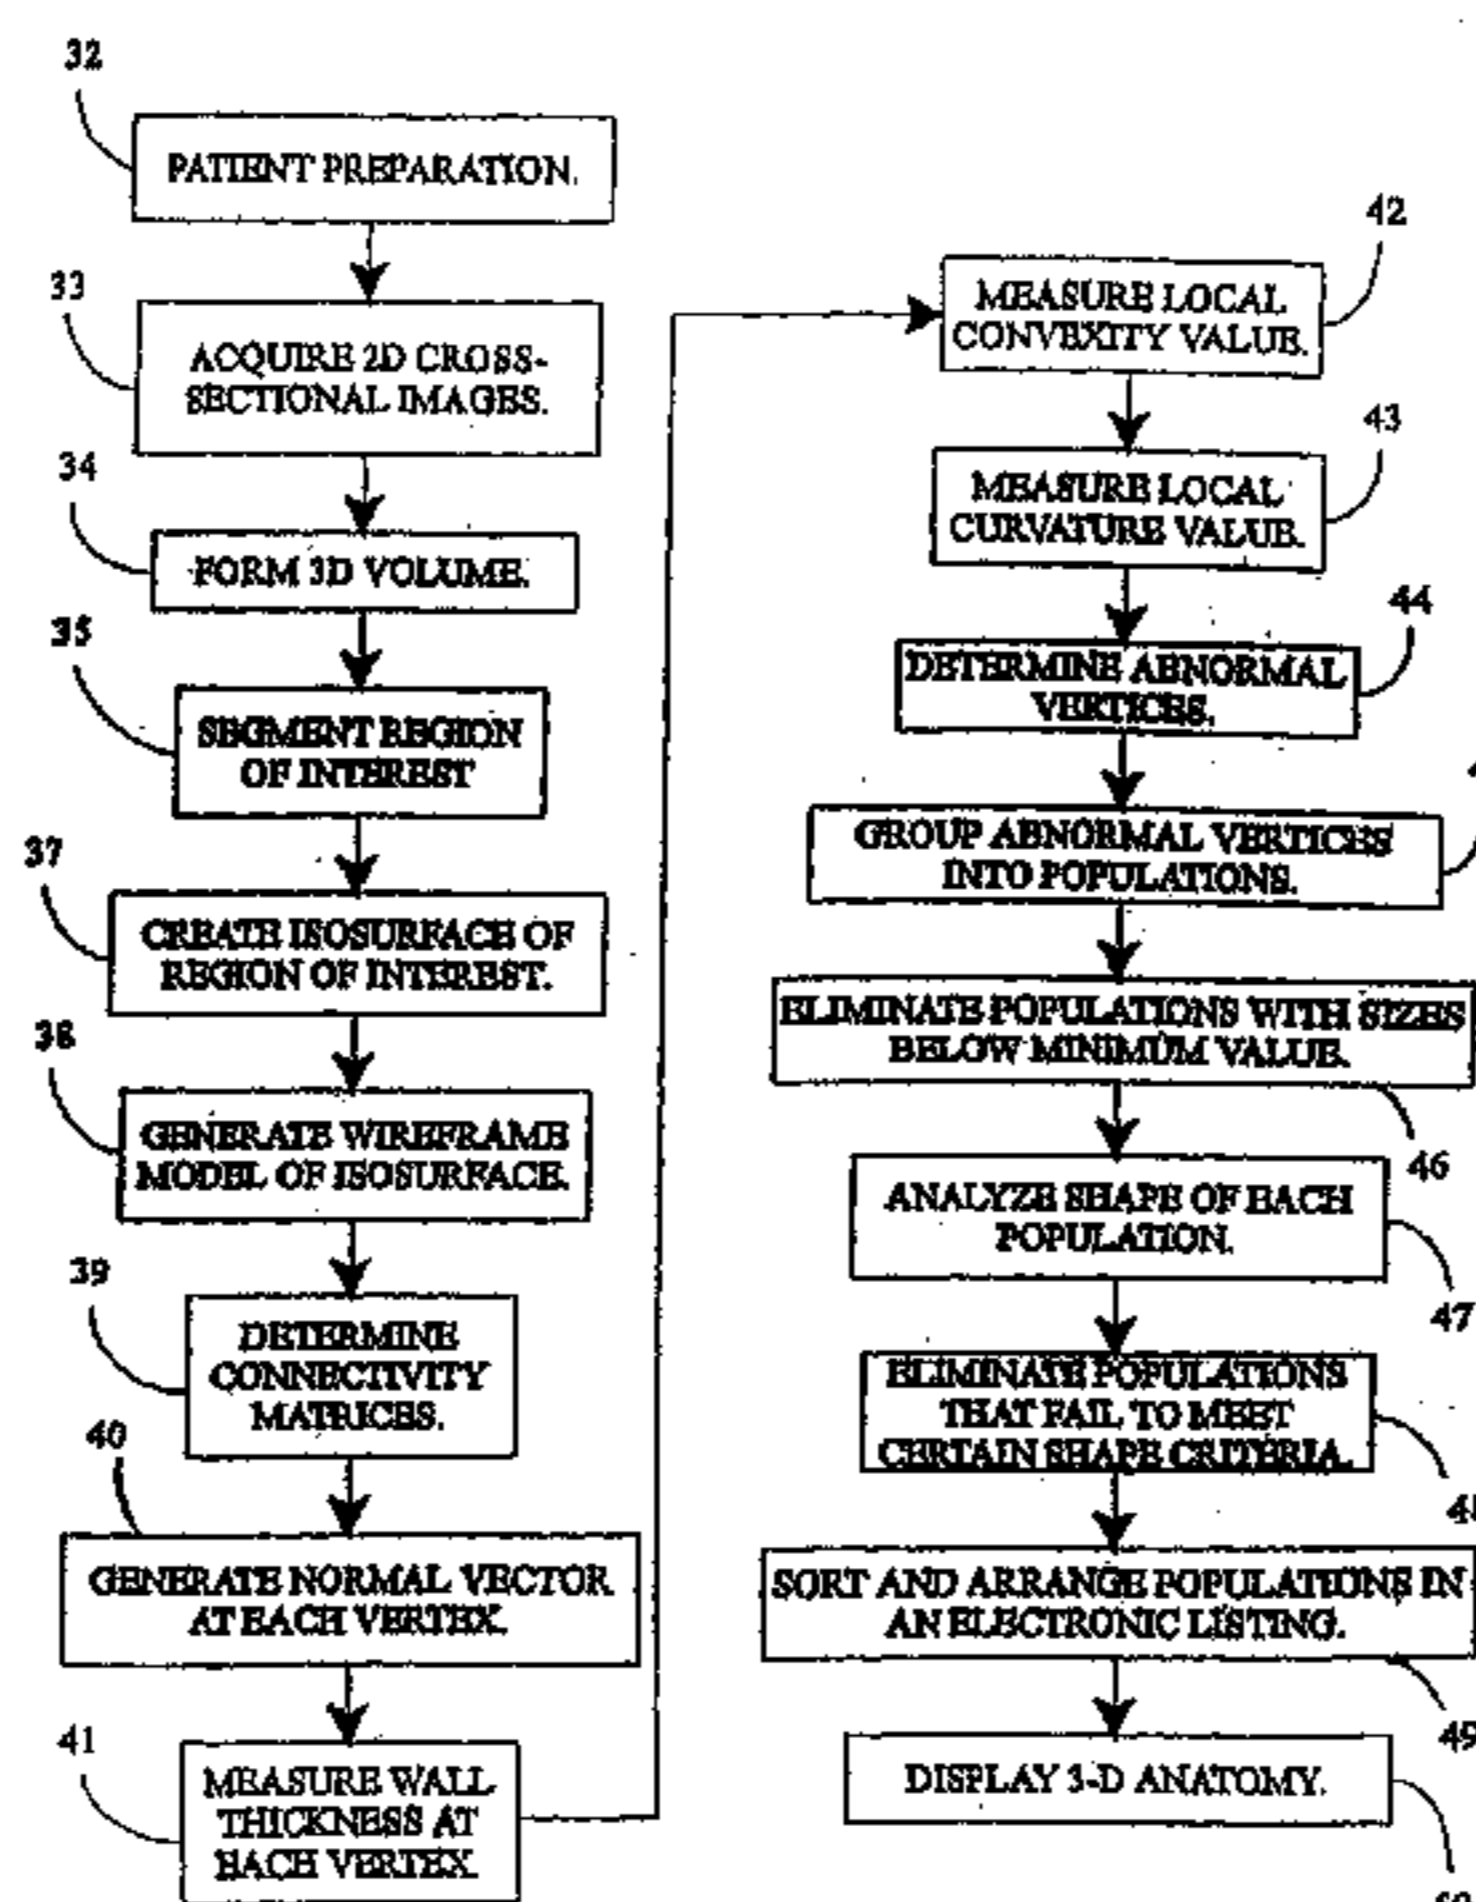 32
PATIENT PREPARATION.
33
ACQUIRE 2D CROSS-
SECTIONAL IMAGES.
34
FORM 3D VOLUME.
35
SEGMENT REGION
OF INTEREST
37
CREATE ISOSURFACE OF
REGION OF INTEREST.
38
GENERATE WIREFRAME
MODEL OF ISOSURFACE.
39
DETERMINE
CONNECTIVITY
MATRICES.
40
GENERATE NORMAL VECTOR
AT EACH VERTEX.
41
MEASURE WALL
THICKNESS AT
EACH VERTEX.
42
MEASURE LOCAL
CONVEXITY VALUE.
43
MEASURE LOCAL
CURVATURE VALUE.
44
DETERMINE ABNORMAL
VERTICES.
GROUP ABNORMAL VERTICES
INTO POPULATIONS.
ELIMINATE POPULATIONS WITH SIZES
BELOW MINIMUM VALUE.
46
ANALYZE SHAPE OF EACH
POPULATION.
47
ELIMINATE POPULATIONS
THAT FAIL TO MEET
CERTAIN SHAPE CRITERIA.
SORT AND ARRANGE POPULATIONS IN
AN ELECTRONIC LISTING.
49
DISPLAY 3-D ANATOMY.